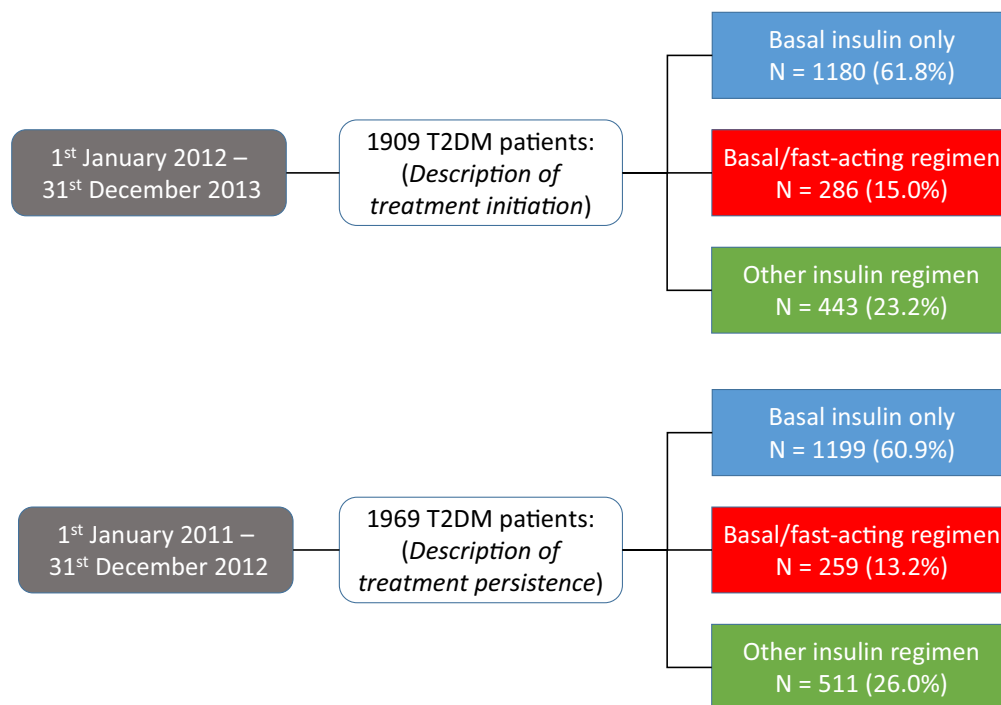 1st January 2012 –
31st December 2013
1909 T2DM patients:
(Description of
treatment initiation)
Basal insulin only
N = 1180 (61.8%)
Basal/fast-acting regimen
N = 286 (15.0%)
Other insulin regimen
N = 443 (23.2%)
1st January 2011 –
31st December 2012
1969 T2DM patients:
(Description of
treatment persistence)
Basal insulin only
N = 1199 (60.9%)
Basal/fast-acting regimen
N = 259 (13.2%)
Other insulin regimen
N = 511 (26.0%)